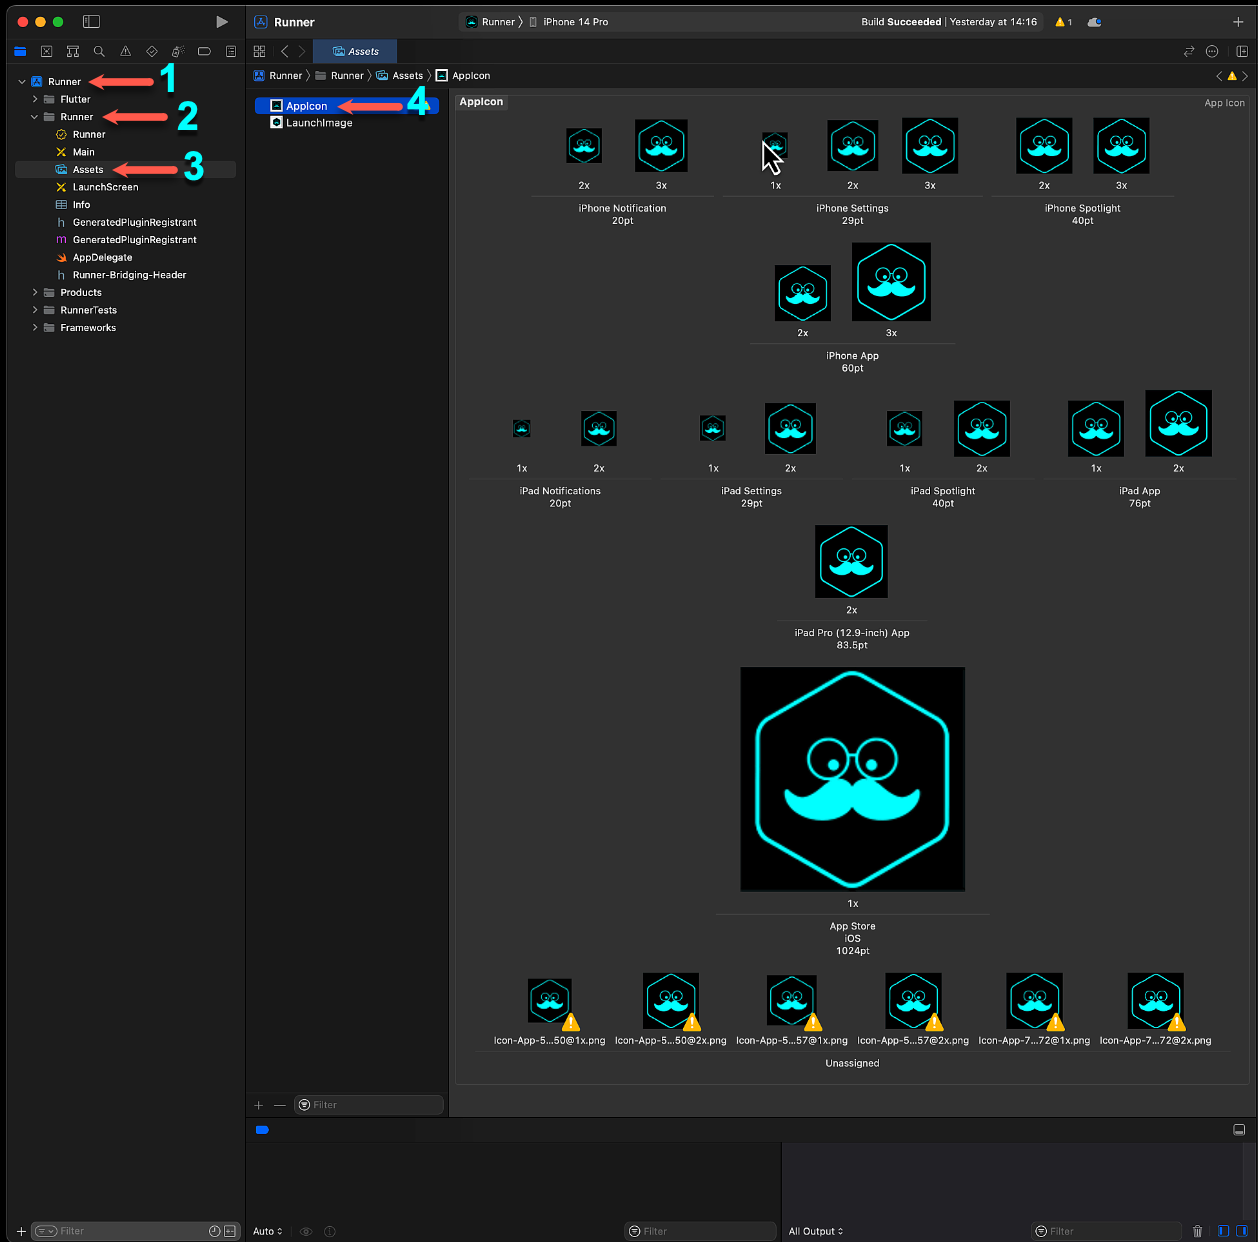 Runner
Runner 〉 iPhone 14 Pro
Build Succeeded | Yesterday at 14:16
1
Assets
Runner 〉 Runner 〉 Assets 〉 AppIcon
Runner
1
Flutter
Runner
2
Runner
Main
Assets
3
LaunchScreen
Info
h GeneratedPluginRegistrant
m GeneratedPluginRegistrant
AppDelegate
h Runner-Bridging-Header
Products
RunnerTests
Frameworks
AppIcon
4
LaunchImage
AppIcon
App Icon
2x 3x 1x 2x 3x 2x 3x
iPhone Notification iPhone Settings iPhone Spotlight
20pt 29pt 40pt
2x 3x
iPhone App
60pt
1x 2x 1x 2x 1x 2x 1x 2x
iPad Notifications iPad Settings iPad Spotlight iPad App
20pt 29pt 40pt 76pt
2x
iPad Pro (12.9-inch) App
83.5pt
1x
App Store
iOS
1024pt
Icon-App-5...50@1x.png Icon-App-5...50@2x.png Icon-App-5...57@1x.png Icon-App-5...57@2x.png Icon-App-7...72@1x.png Icon-App-7...72@2x.png
Unassigned
Filter
Filter
Auto
Filter
All Output
Filter